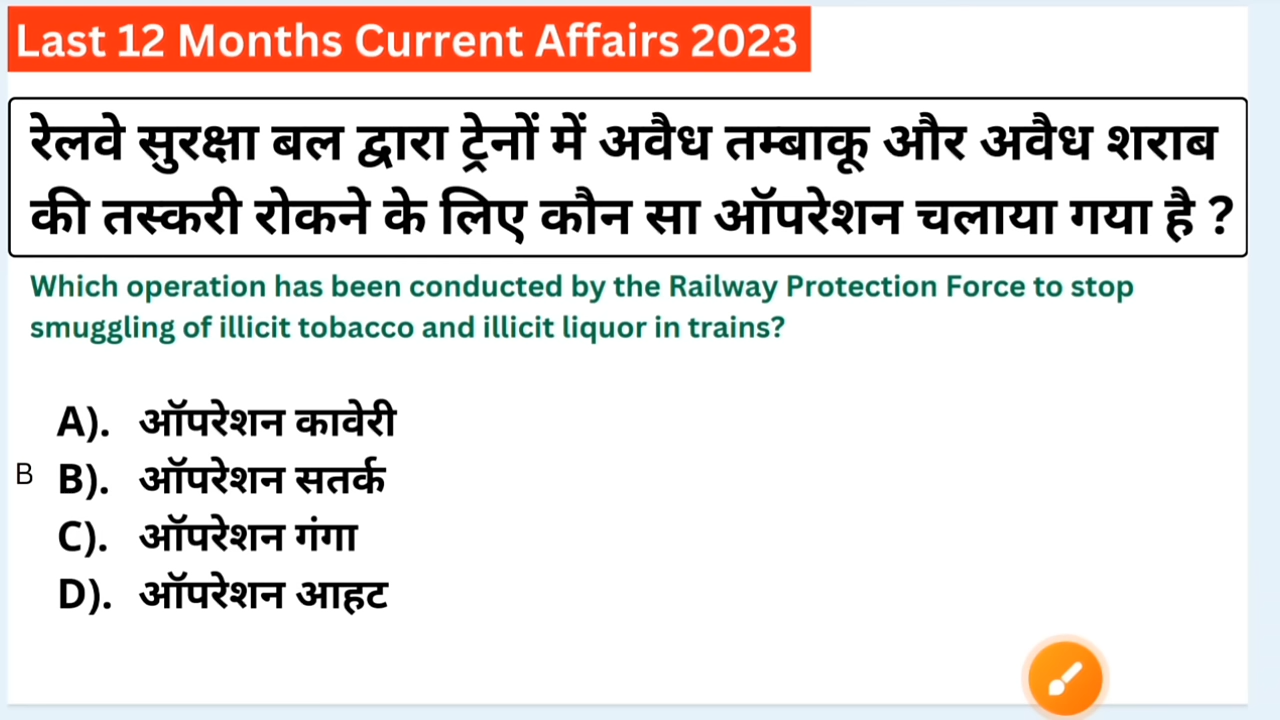 Last 12 Months Current Affairs 2023
रेलवे सुरक्षा बल द्वारा ट्रेनों में अवैध तम्बाकू और अवैध शराब
की तस्करी रोकने के लिए कौन सा ऑपरेशन चलाया गया है ?
Which operation has been conducted by the Railway Protection Force to stop
smuggling of illicit tobacco and illicit liquor in trains?
A). ऑपरेशन कावेरी
B B). ऑपरेशन सतर्क
C). ऑपरेशन गंगा
D). ऑपरेशन आहट